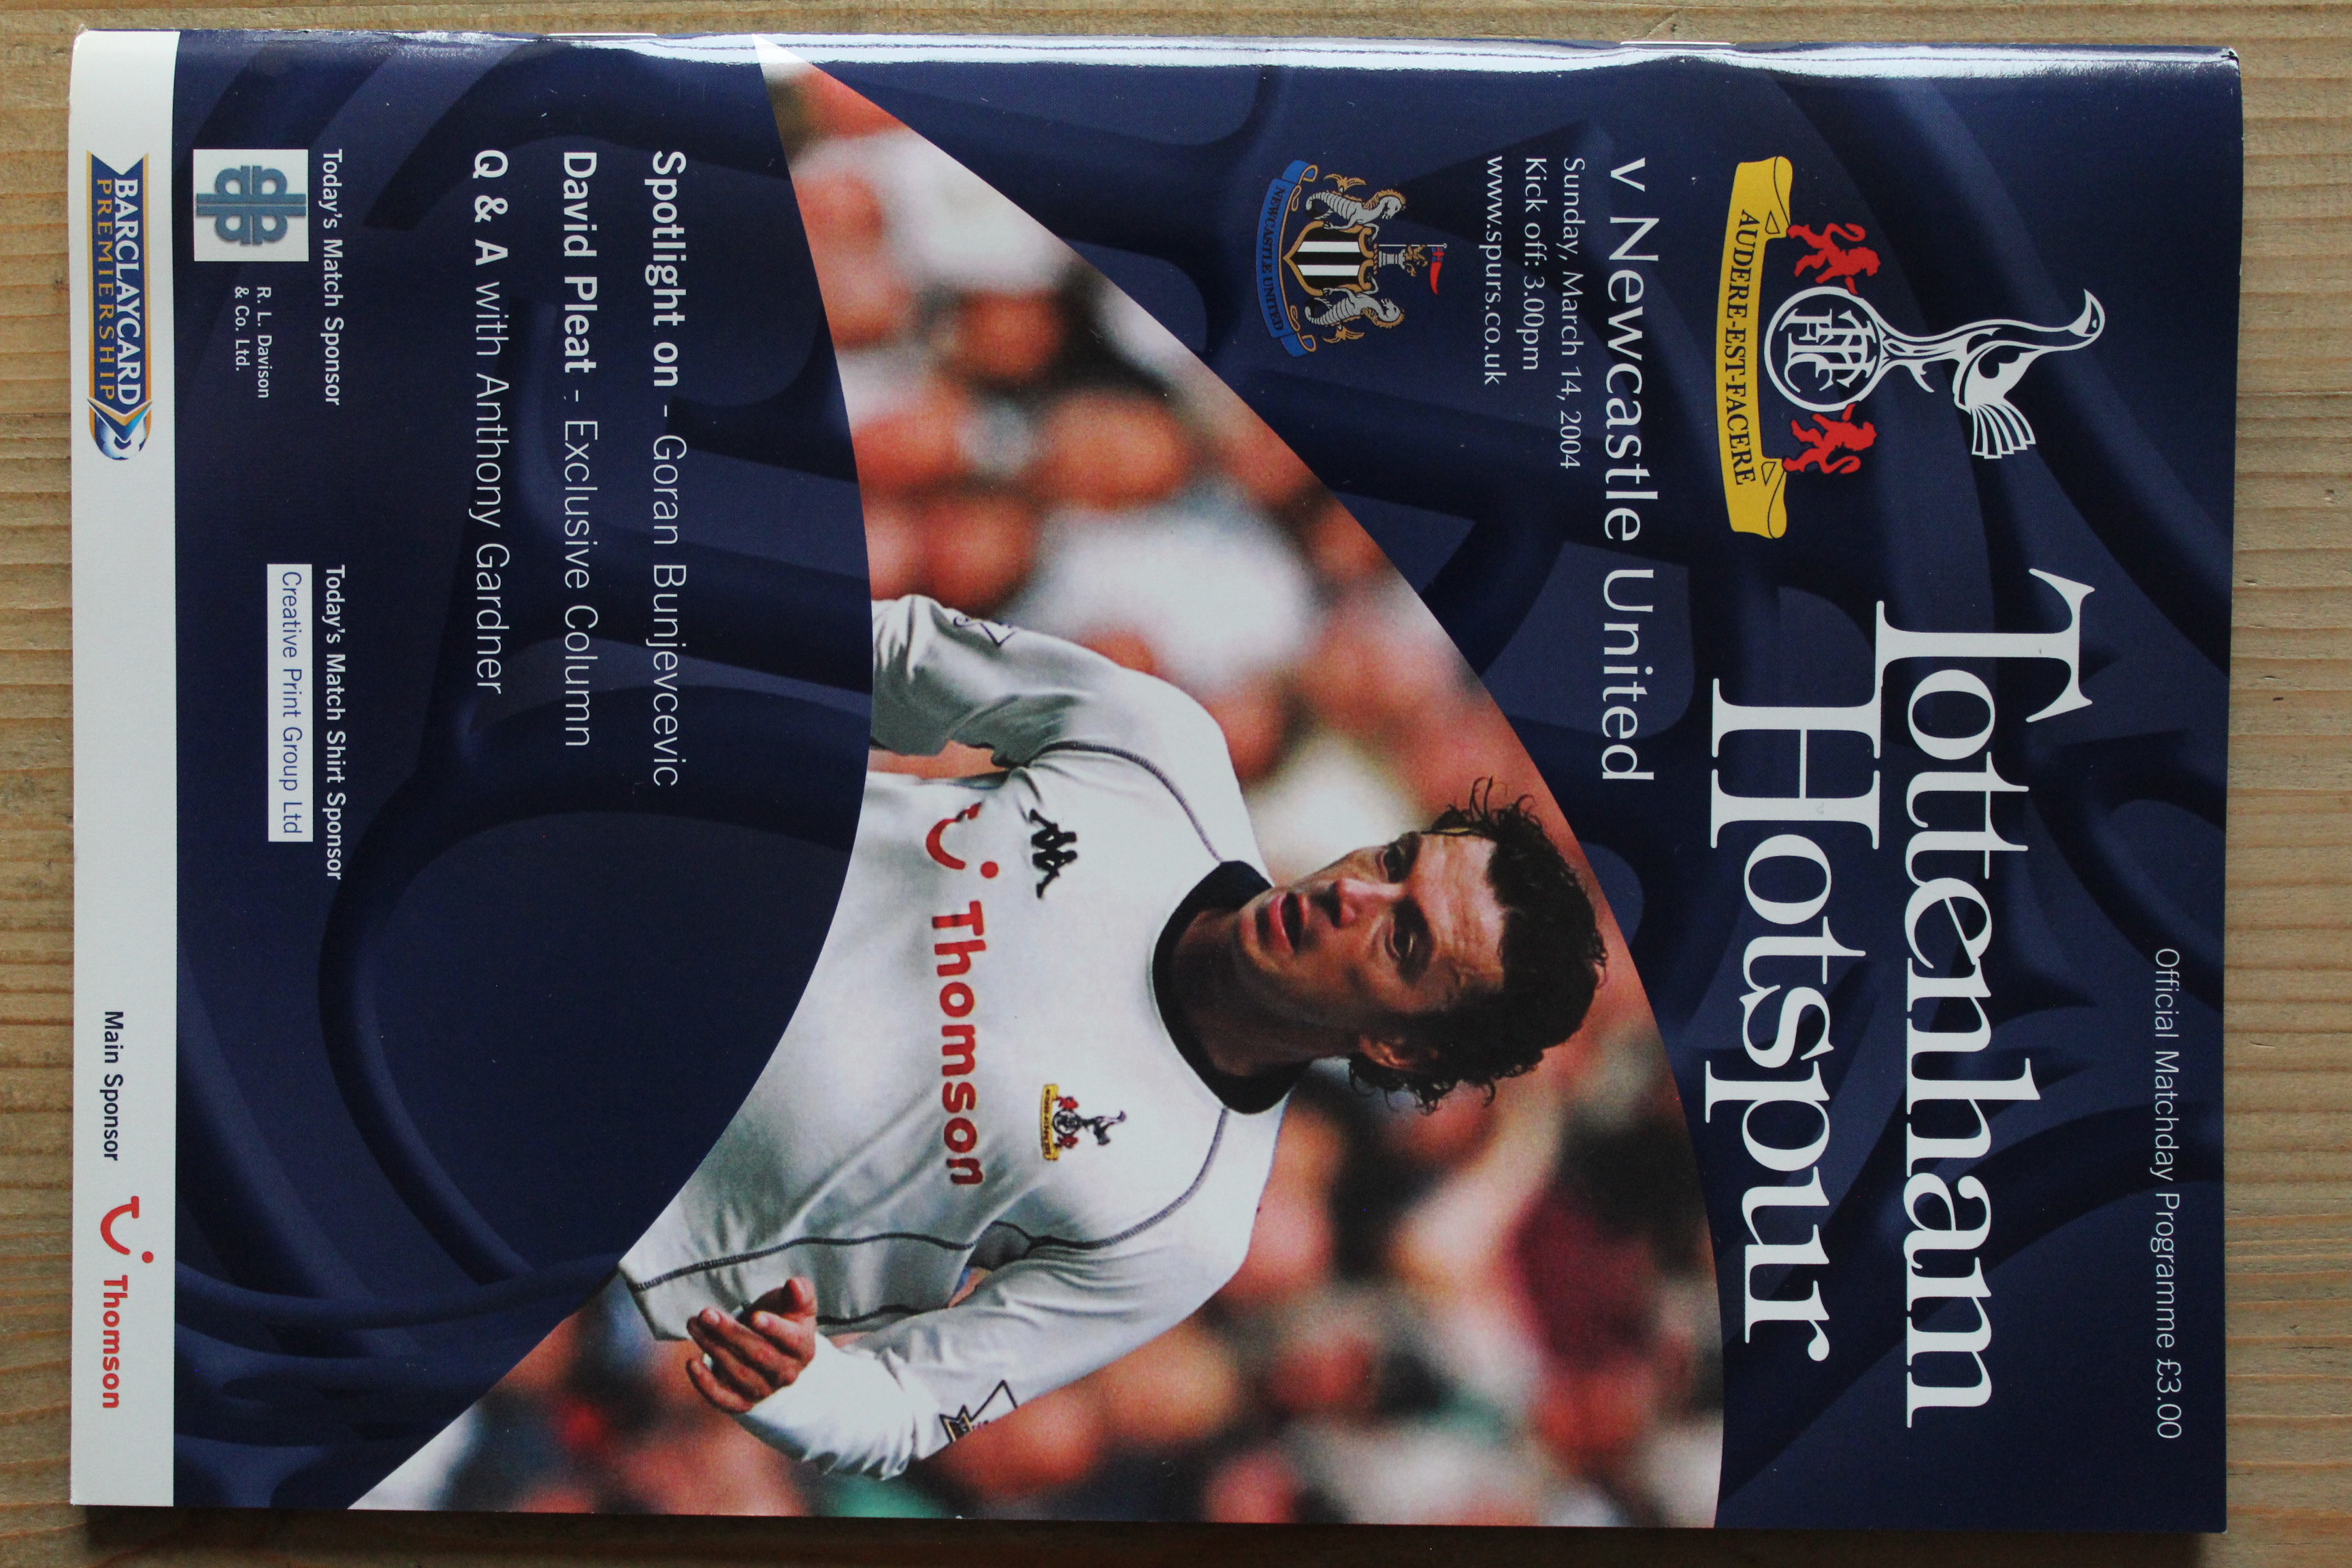 Official Matchday Programme £3.00
Tottenham
Hotspur
THFC
AUDERE·EST·FACERE
v Newcastle United
Sunday, March 14, 2004
Kick off: 3.00pm
www.spurs.co.uk
NEWCASTLE UNITED
Thomson
Spotlight on - Goran Bunjevcevic
David Pleat - Exclusive Column
Q & A with Anthony Gardner
Today's Match Sponsor
R. L. Davison
& Co. Ltd.
Today's Match Shirt Sponsor
Creative Print Group Ltd
BARCLAYCARD
PREMIERSHIP
Main Sponsor
Thomson